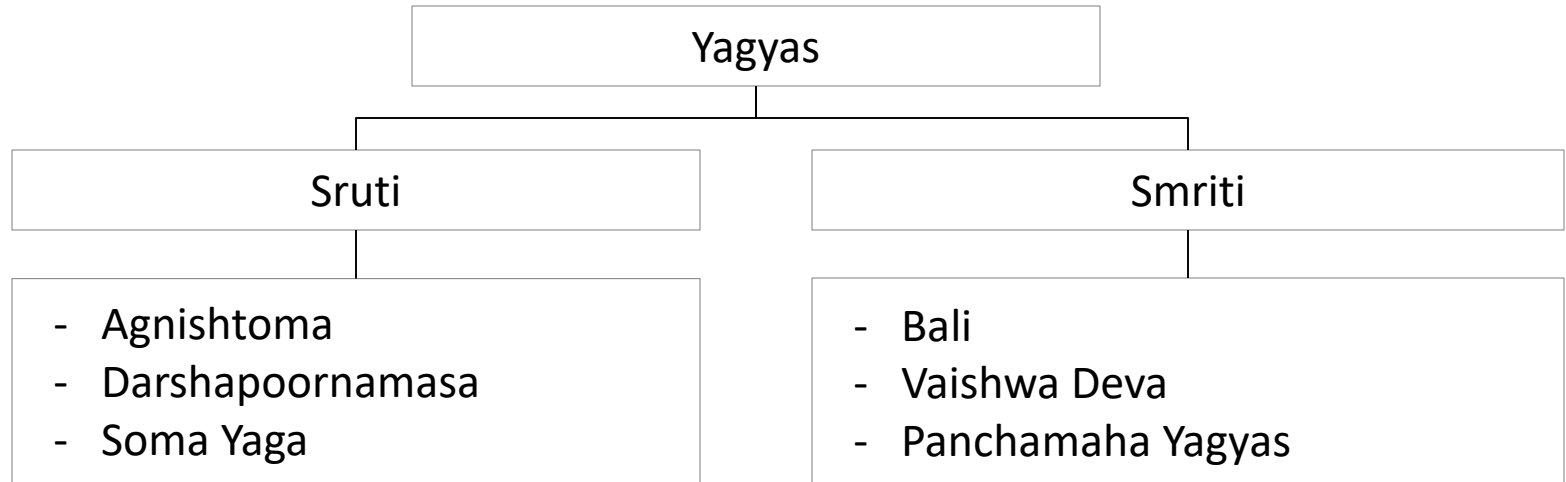 Yagyas
Sruti
Smriti
- Agnishtoma
- Darshapoornamasa
- Soma Yaga
- Bali
- Vaishwa Deva
- Panchamaha Yagyas